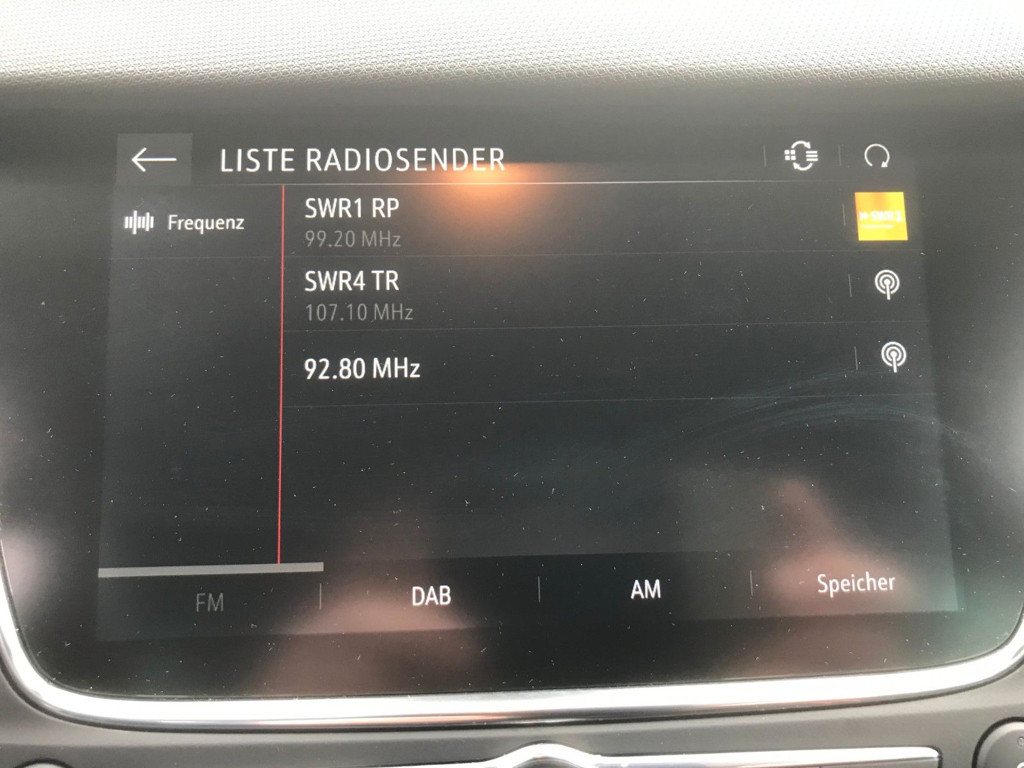 LISTE RADIOSENDER
Frequenz
SWR1 RP
99.20 MHz
SWR4 TR
107.10 MHz
92.80 MHz
FM
DAB
AM
Speicher